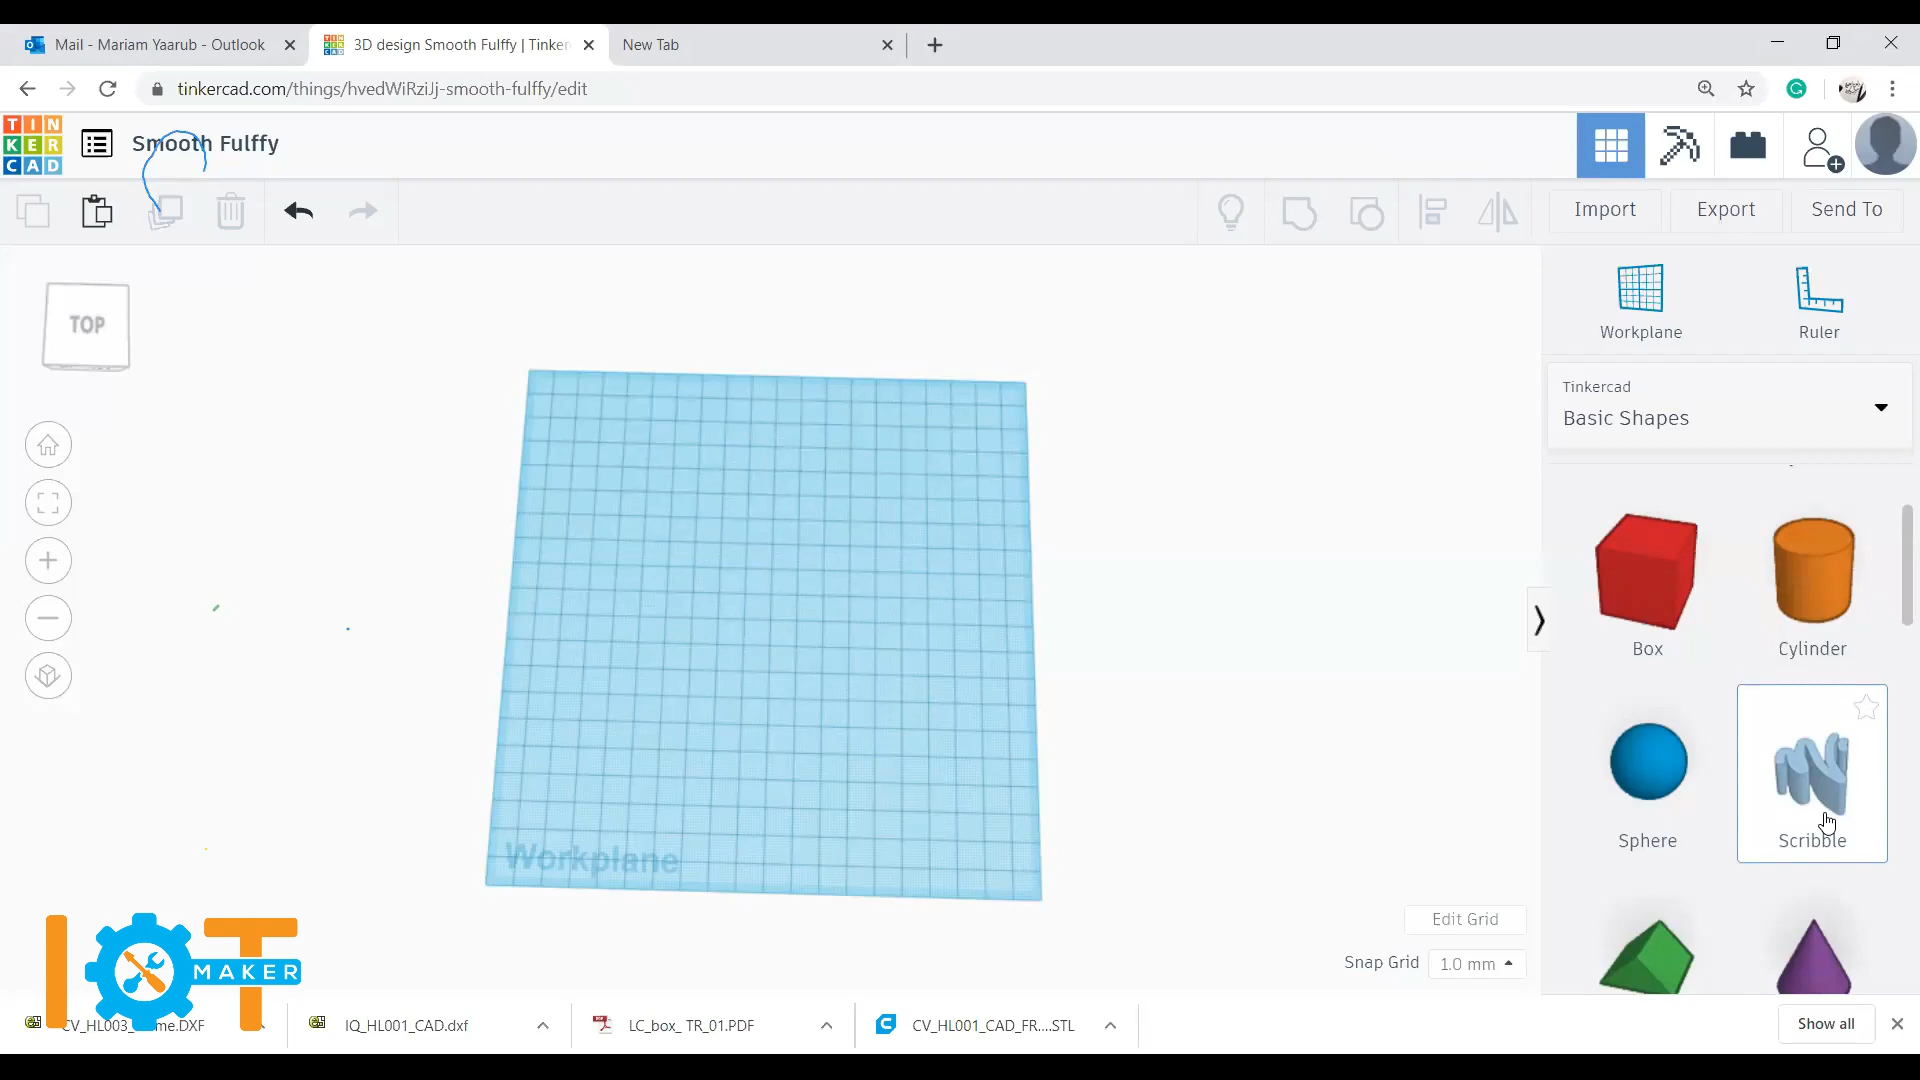 Mail - Mariam Yaarub - Outlook
3D design Smooth Fulffy | Tinker
New Tab
tinkercad.com/things/hvedWiRziJj-smooth-fulffy/edit
TIN
KER
CAD
Smooth Fulffy
Import
Export
Send To
TOP
Workplane
Ruler
Tinkercad
Basic Shapes
Box
Cylinder
Sphere
Scribble
Workplane
Edit Grid
Snap Grid
1.0 mm
IOT
MAKER
IQ_HL001_CAD.dxf
LC_box_ TR_01.PDF
CV_HL001_CAD_FR....STL
Show all